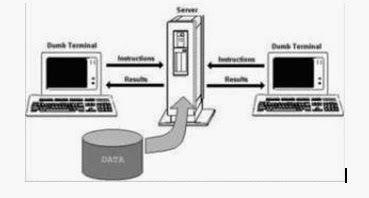 Server
Dumb Terminal
Dumb Terminal
Instructions
Instructions
Results
Results
DATA